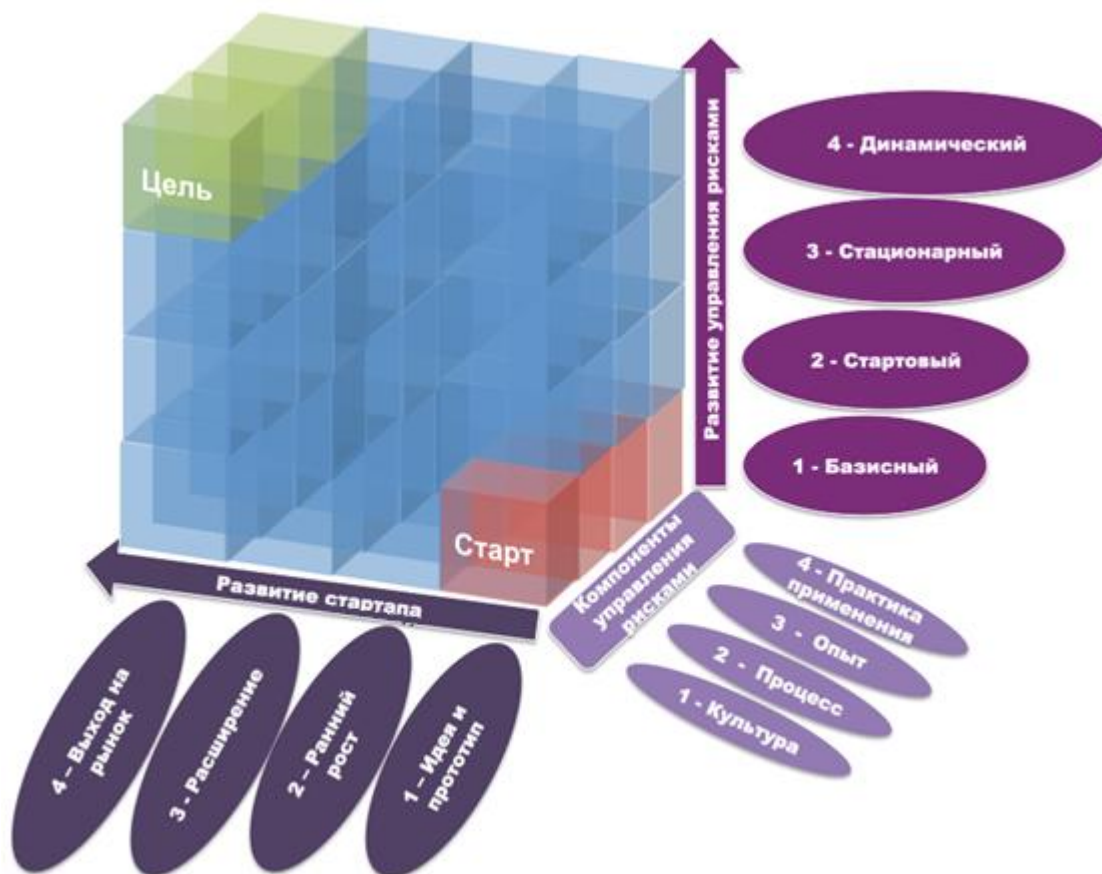 Цель
Старт
Развитие управления рисками
4 - Динамический
3 - Стационарный
2 - Стартовый
1 - Базисный
Компоненты
управления
рисками
4 - Практика
применения
3 - Опыт
2 - Процесс
1 - Культура
Развитие стартапа
4 – Выход на
рынок
3 - Расширение
2 – Ранний
рост
1 – Идея и
прототип